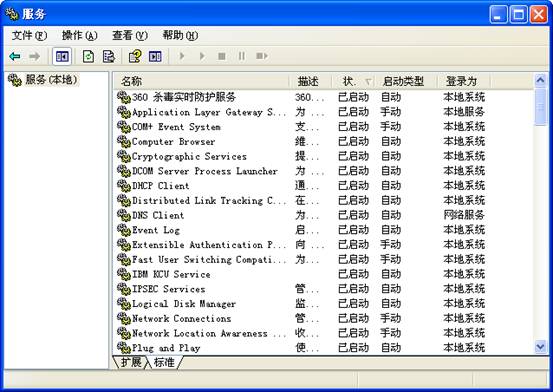 服务
文件(F) 操作(A) 查看(V) 帮助(H)
服务(本地)
名称 描述 状. 启动类型 登录为
360 杀毒实时防护服务 360... 已启动 自动 本地系统
Application Layer Gateway S... 为 ... 已启动 手动 本地服务
COM+ Event System 支... 已启动 手动 本地系统
Computer Browser 维... 已启动 自动 本地系统
Cryptographic Services 提... 已启动 自动 本地系统
DCOM Server Process Launcher 为 ... 已启动 自动 本地系统
DHCP Client 通... 已启动 自动 本地系统
Distributed Link Tracking C... 在... 已启动 自动 本地系统
DNS Client 为... 已启动 自动 网络服务
Event Log 启... 已启动 自动 本地系统
Extensible Authentication P... 向 ... 已启动 手动 本地系统
Fast User Switching Compati... 为... 已启动 手动 本地系统
IBM KCU Service 已启动 自动 本地系统
IPSEC Services 管... 已启动 自动 本地系统
Logical Disk Manager 监... 已启动 自动 本地系统
Network Connections 管... 已启动 手动 本地系统
Network Location Awareness ... 收... 已启动 手动 本地系统
Plug and Play 使... 已启动 自动 本地系统
扩展 标准